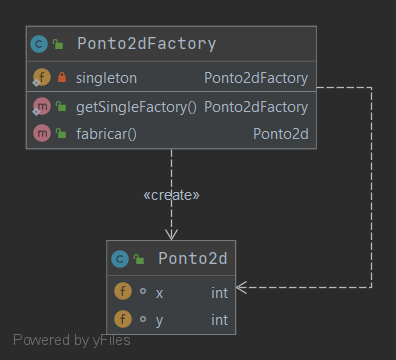 Ponto2dFactory
singleton Ponto2dFactory
getSingleFactory() Ponto2dFactory
fabricar() Ponto2d
«create»
Ponto2d
x int
y int
Powered by yFiles